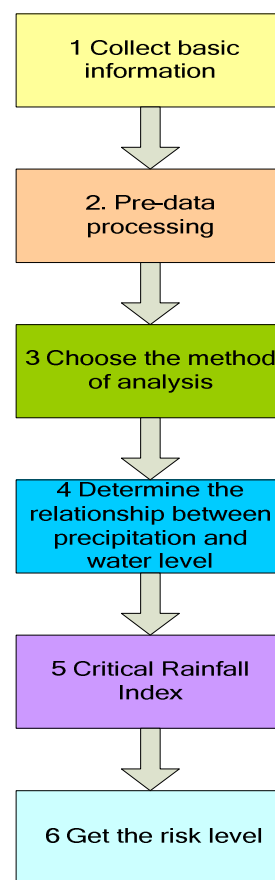 1 Collect basic
information
2. Pre-data
processing
3 Choose the method
of analysis
4 Determine the
relationship between
precipitation and
water level
5 Critical Rainfall
Index
6 Get the risk level